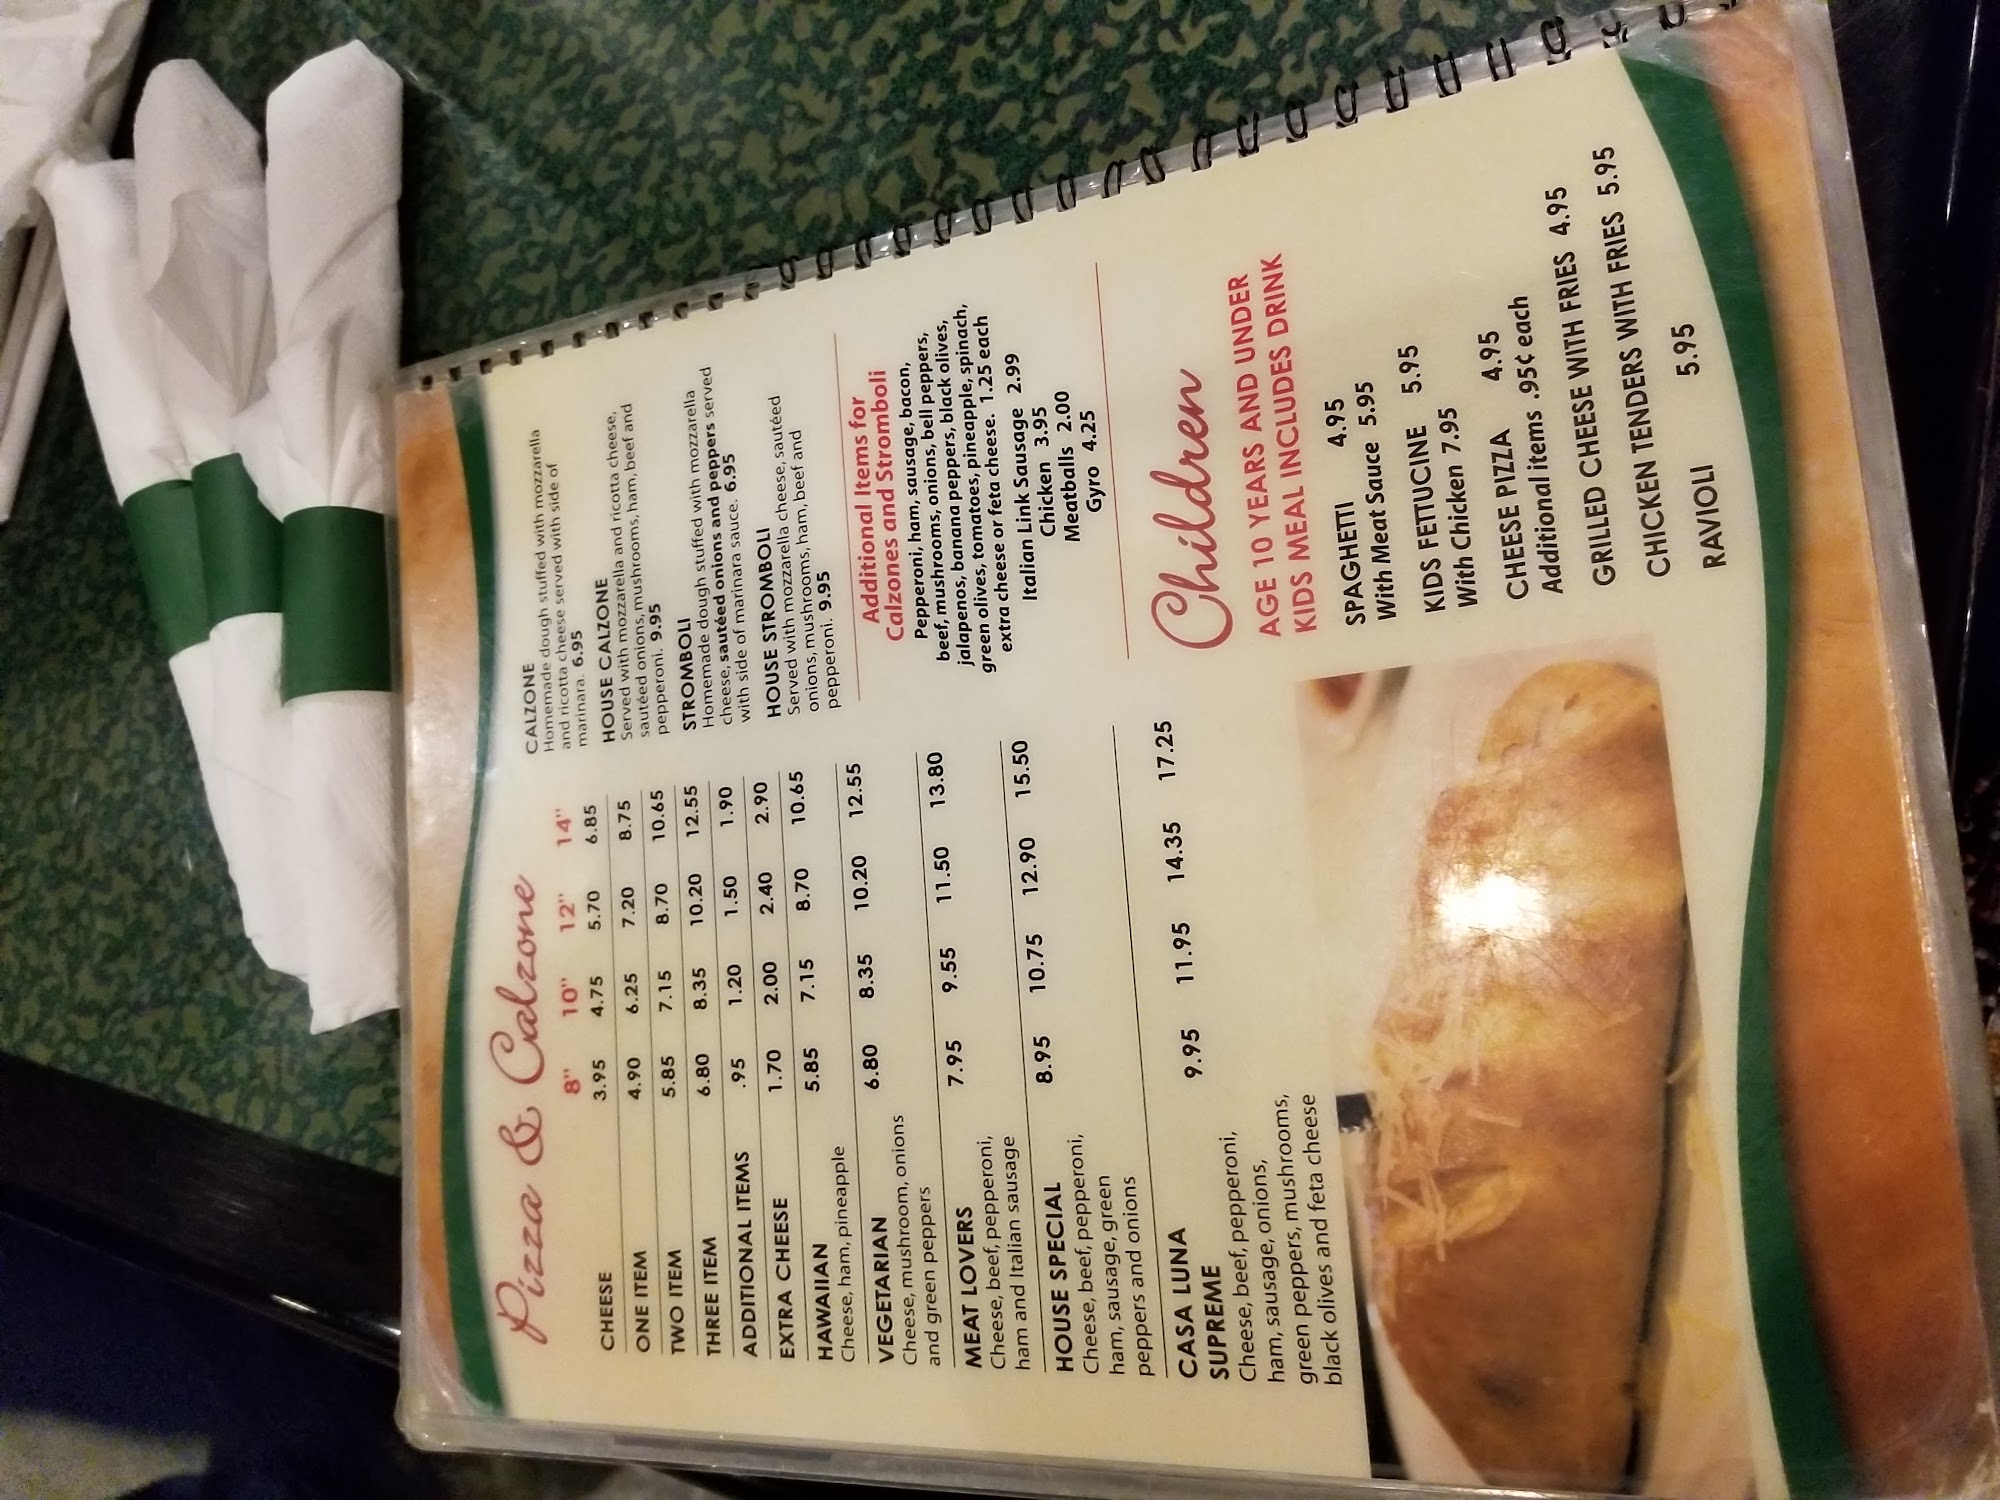 Pizza & Calzone
8" 10" 12" 14"
CHEESE 3.95 4.75 5.70 6.85
ONE ITEM 4.90 6.25 7.20 8.75
TWO ITEM 5.85 7.15 8.70 10.65
THREE ITEM 6.80 8.35 10.20 12.55
ADDITIONAL ITEMS .95 1.20 1.50 1.90
EXTRA CHEESE 1.70 2.00 2.40 2.90
HAWAIIAN 5.85 7.15 8.70 10.65
Cheese, ham, pineapple
VEGETARIAN 6.80 8.35 10.20 12.55
Cheese, mushroom, onions
and green peppers
MEAT LOVERS 7.95 9.55 11.50 13.80
Cheese, beef, pepperoni,
ham and Italian sausage
HOUSE SPECIAL 8.95 10.75 12.90 15.50
Cheese, beef, pepperoni,
ham, sausage, green
peppers and onions
CASA LUNA 9.95 11.95 14.35 17.25
SUPREME
Cheese, beef, pepperoni,
ham, sausage, onions,
green peppers, mushrooms,
black olives and feta cheese
CALZONE
Homemade dough stuffed with mozzarella
and ricotta cheese served with side of
marinara. 6.95
HOUSE CALZONE
Served with mozzarella and ricotta cheese,
sautéed onions, mushrooms, ham, beef and
pepperoni. 9.95
STROMBOLI
Homemade dough stuffed with mozzarella
cheese, sautéed onions and peppers served
with side of marinara sauce. 6.95
HOUSE STROMBOLI
Served with mozzarella cheese, sautéed
onions, mushrooms, ham, beef and
pepperoni. 9.95
Additional Items for
Calzones and Stromboli
Pepperoni, ham, sausage, bacon,
beef, mushrooms, onions, bell peppers,
jalapenos, banana peppers, black olives,
green olives, tomatoes, pineapple, spinach,
extra cheese or feta cheese. 1.25 each
Italian Link Sausage 2.99
Chicken 3.95
Meatballs 2.00
Gyro 4.25
Children
AGE 10 YEARS AND UNDER
KIDS MEAL INCLUDES DRINK
SPAGHETTI 4.95
With Meat Sauce 5.95
KIDS FETTUCINE 5.95
With Chicken 7.95
CHEESE PIZZA 4.95
Additional items .95¢ each
GRILLED CHEESE WITH FRIES 4.95
CHICKEN TENDERS WITH FRIES 5.95
RAVIOLI 5.95